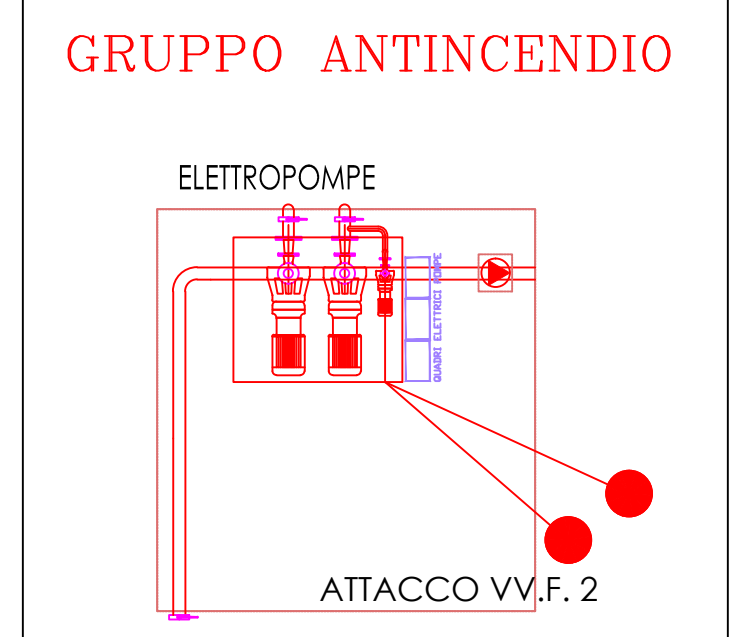 GRUPPO ANTINCENDIO
ELETTROPOMPE
QUADRI ELETTRICI POMPE
ATTACCO VV.F. 2